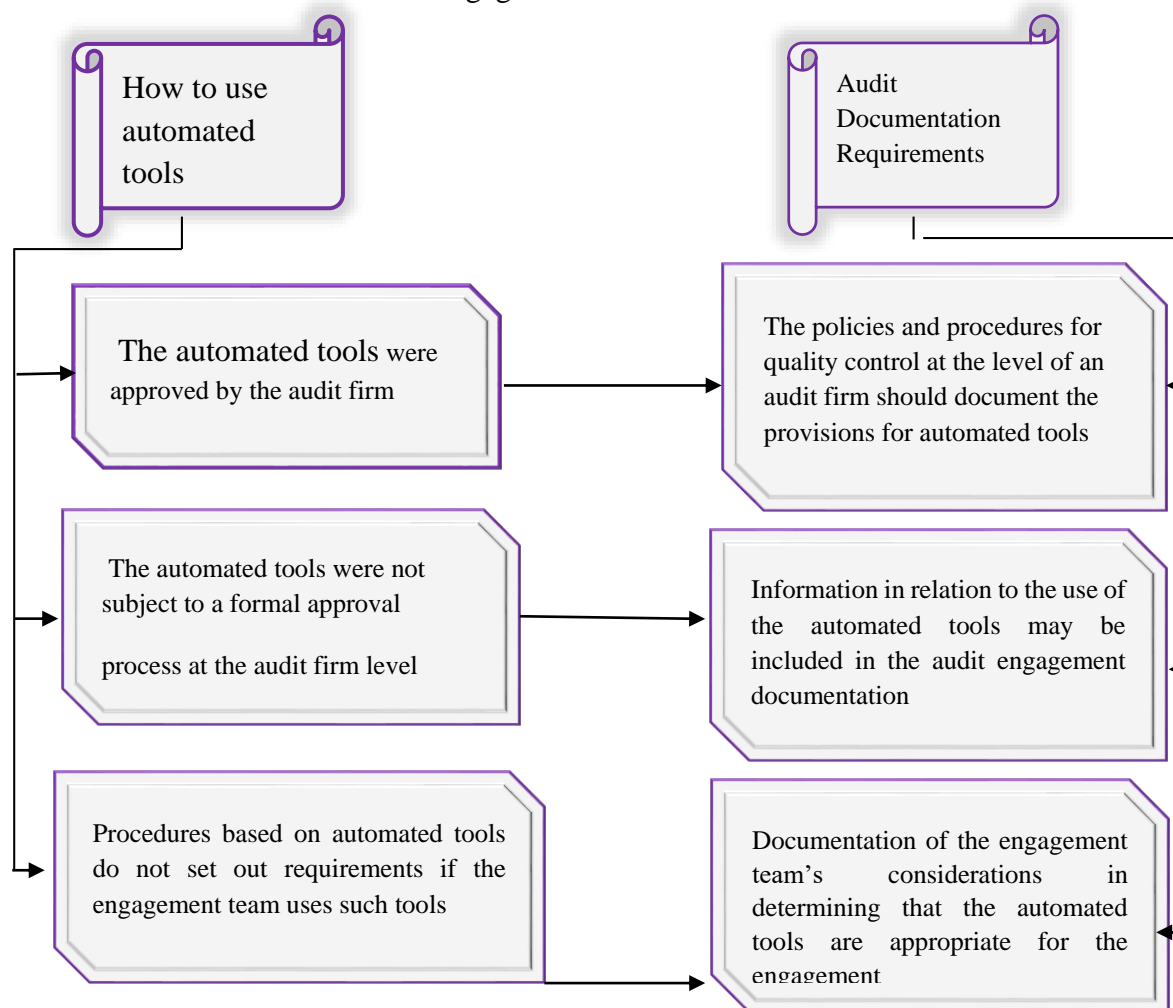 How to use
automated
tools
Audit
Documentation
Requirements
The automated tools were
approved by the audit firm
The policies and procedures for
quality control at the level of an
audit firm should document the
provisions for automated tools
The automated tools were not
subject to a formal approval
process at the audit firm level
Information in relation to the use of
the automated tools may be
included in the audit engagement
documentation
Procedures based on automated tools
do not set out requirements if the
engagement team uses such tools
Documentation of the engagement
team’s considerations in
determining that the automated
tools are appropriate for the
engagement